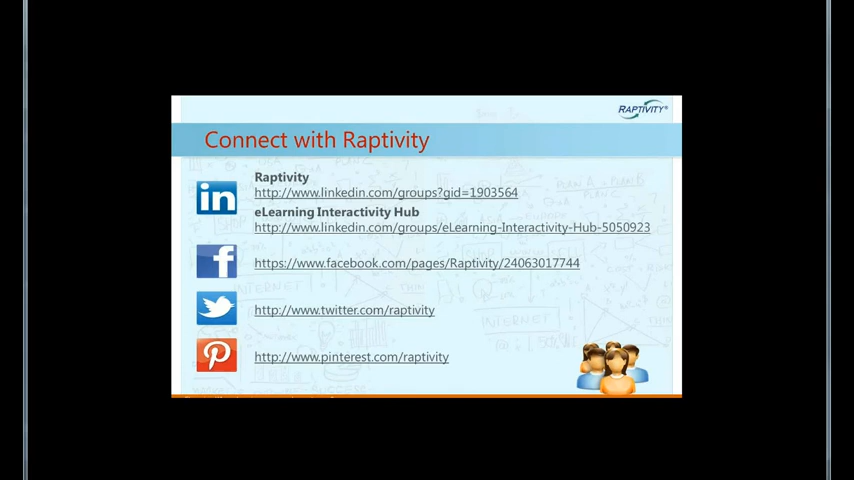 RAPTIVITY®
Connect with Raptivity
Raptivity
http://www.linkedin.com/groups?gid=1903564
eLearning Interactivity Hub
http://www.linkedin.com/groups/eLearning-Interactivity-Hub-5050923
https://www.facebook.com/pages/Raptivity/24063017744
http://www.twitter.com/raptivity
http://www.pinterest.com/raptivity
INTERNET
INTERNET